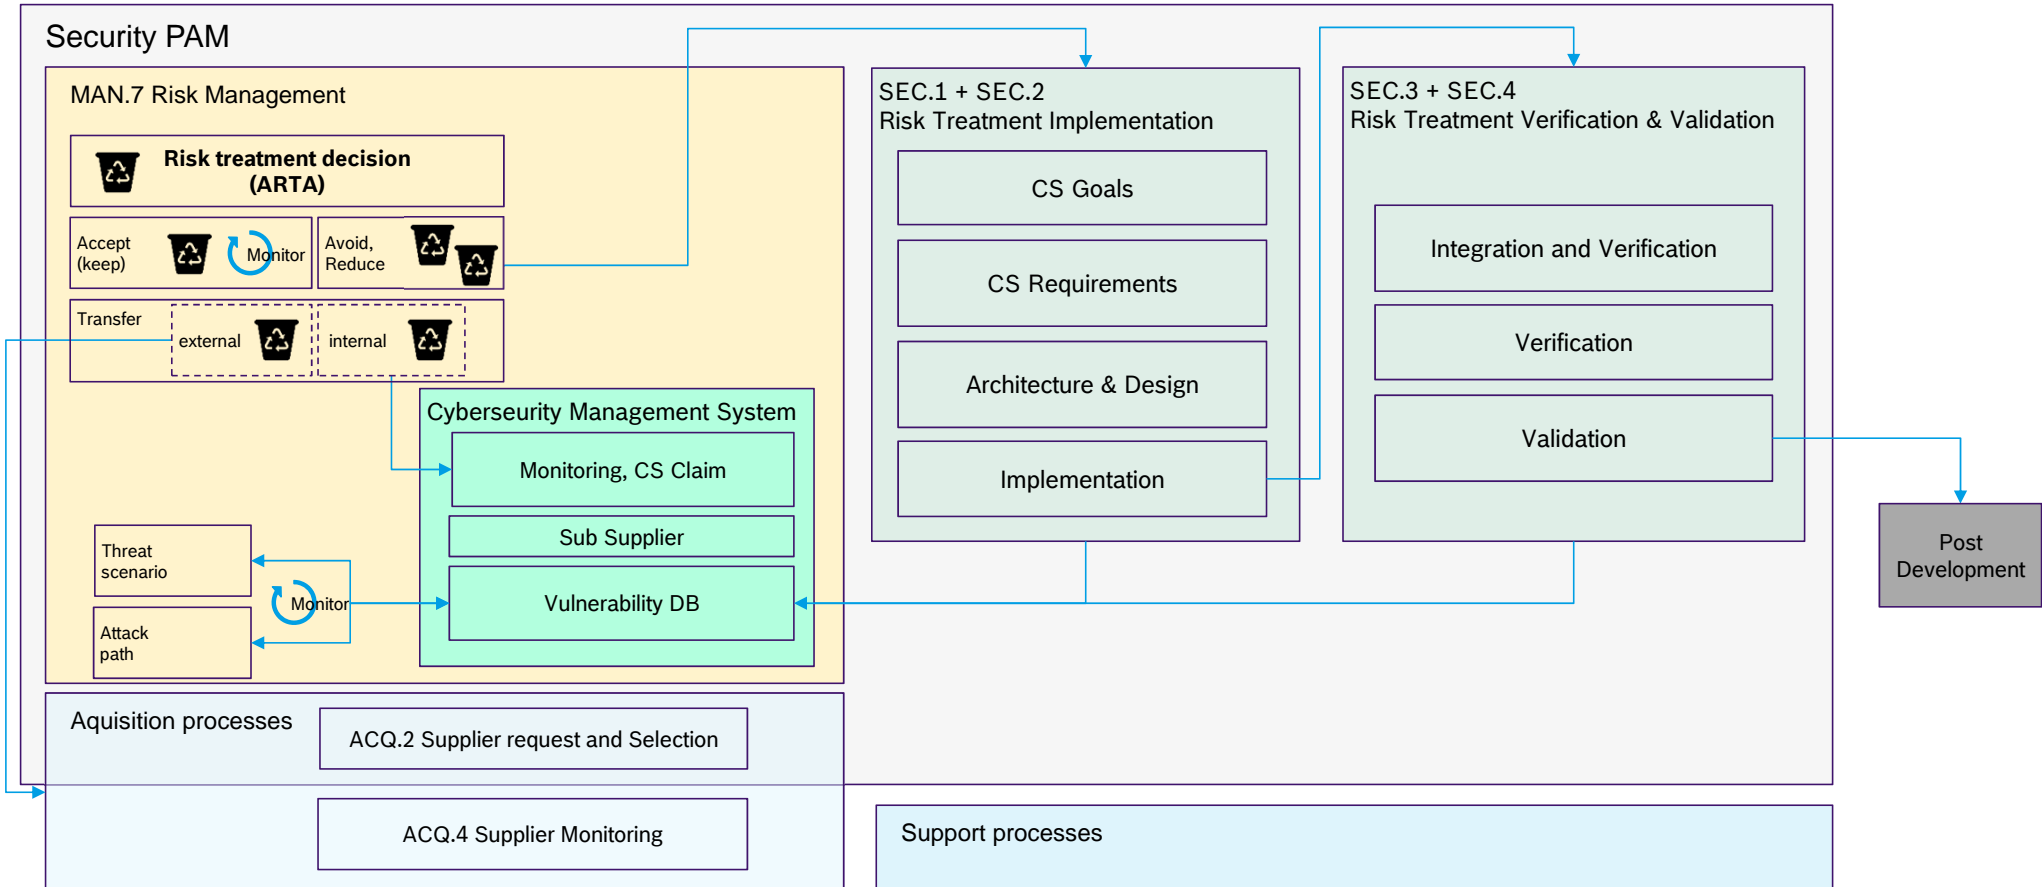 Security PAM
MAN.7 Risk Management
Risk treatment decision
(ARTA)
Accept
(keep)
Monitor
Avoid,
Reduce
Transfer
external
internal
Cyberseurity Management System
Monitoring, CS Claim
Sub Supplier
Vulnerability DB
Threat
scenario
Monitor
Attack
path
SEC.1 + SEC.2
Risk Treatment Implementation
CS Goals
CS Requirements
Architecture & Design
Implementation
SEC.3 + SEC.4
Risk Treatment Verification & Validation
Integration and Verification
Verification
Validation
Post
Development
Aquisition processes
ACQ.2 Supplier request and Selection
ACQ.4 Supplier Monitoring
Support processes